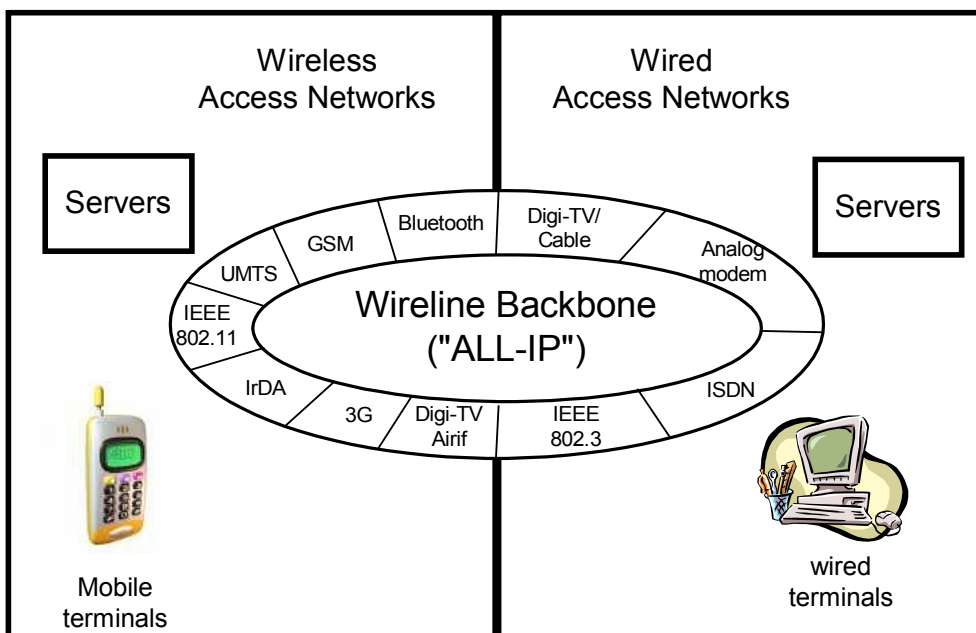 Wireless
Access Networks
Wired
Access Networks
Servers
Servers
Bluetooth
Digi-TV/
Cable
GSM
Analog
modem
UMTS
IEEE
802.11
Wireline Backbone
("ALL-IP")
IrDA
3G
Digi-TV
Airif
IEEE
802.3
ISDN
Mobile
terminals
wired
terminals